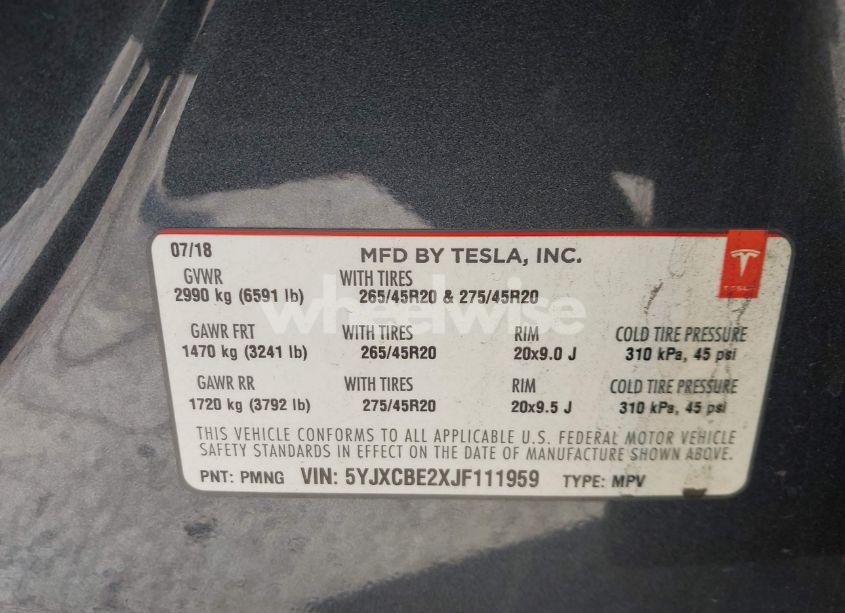 07/18 MFD BY TESLA, INC.
GVWR WITH TIRES
2990 kg (6591 lb) 265/45R20 & 275/45R20
TESLA
wheelwise
GAWR FRT WITH TIRES RIM COLD TIRE PRESSURE
1470 kg (3241 lb) 265/45R20 20x9.0 J 310 kPa, 45 psi
GAWR RR WITH TIRES RIM COLD TIRE PRESSURE
1720 kg (3792 lb) 275/45R20 20x9.5 J 310 kPa, 45 psi
THIS VEHICLE CONFORMS TO ALL APPLICABLE U.S. FEDERAL MOTOR VEHICLE
SAFETY STANDARDS IN EFFECT ON THE DATE OF MANUFACTURE SHOWN ABOVE.
PNT: PMNG VIN: 5YJXCBE2XJF111959 TYPE: MPV